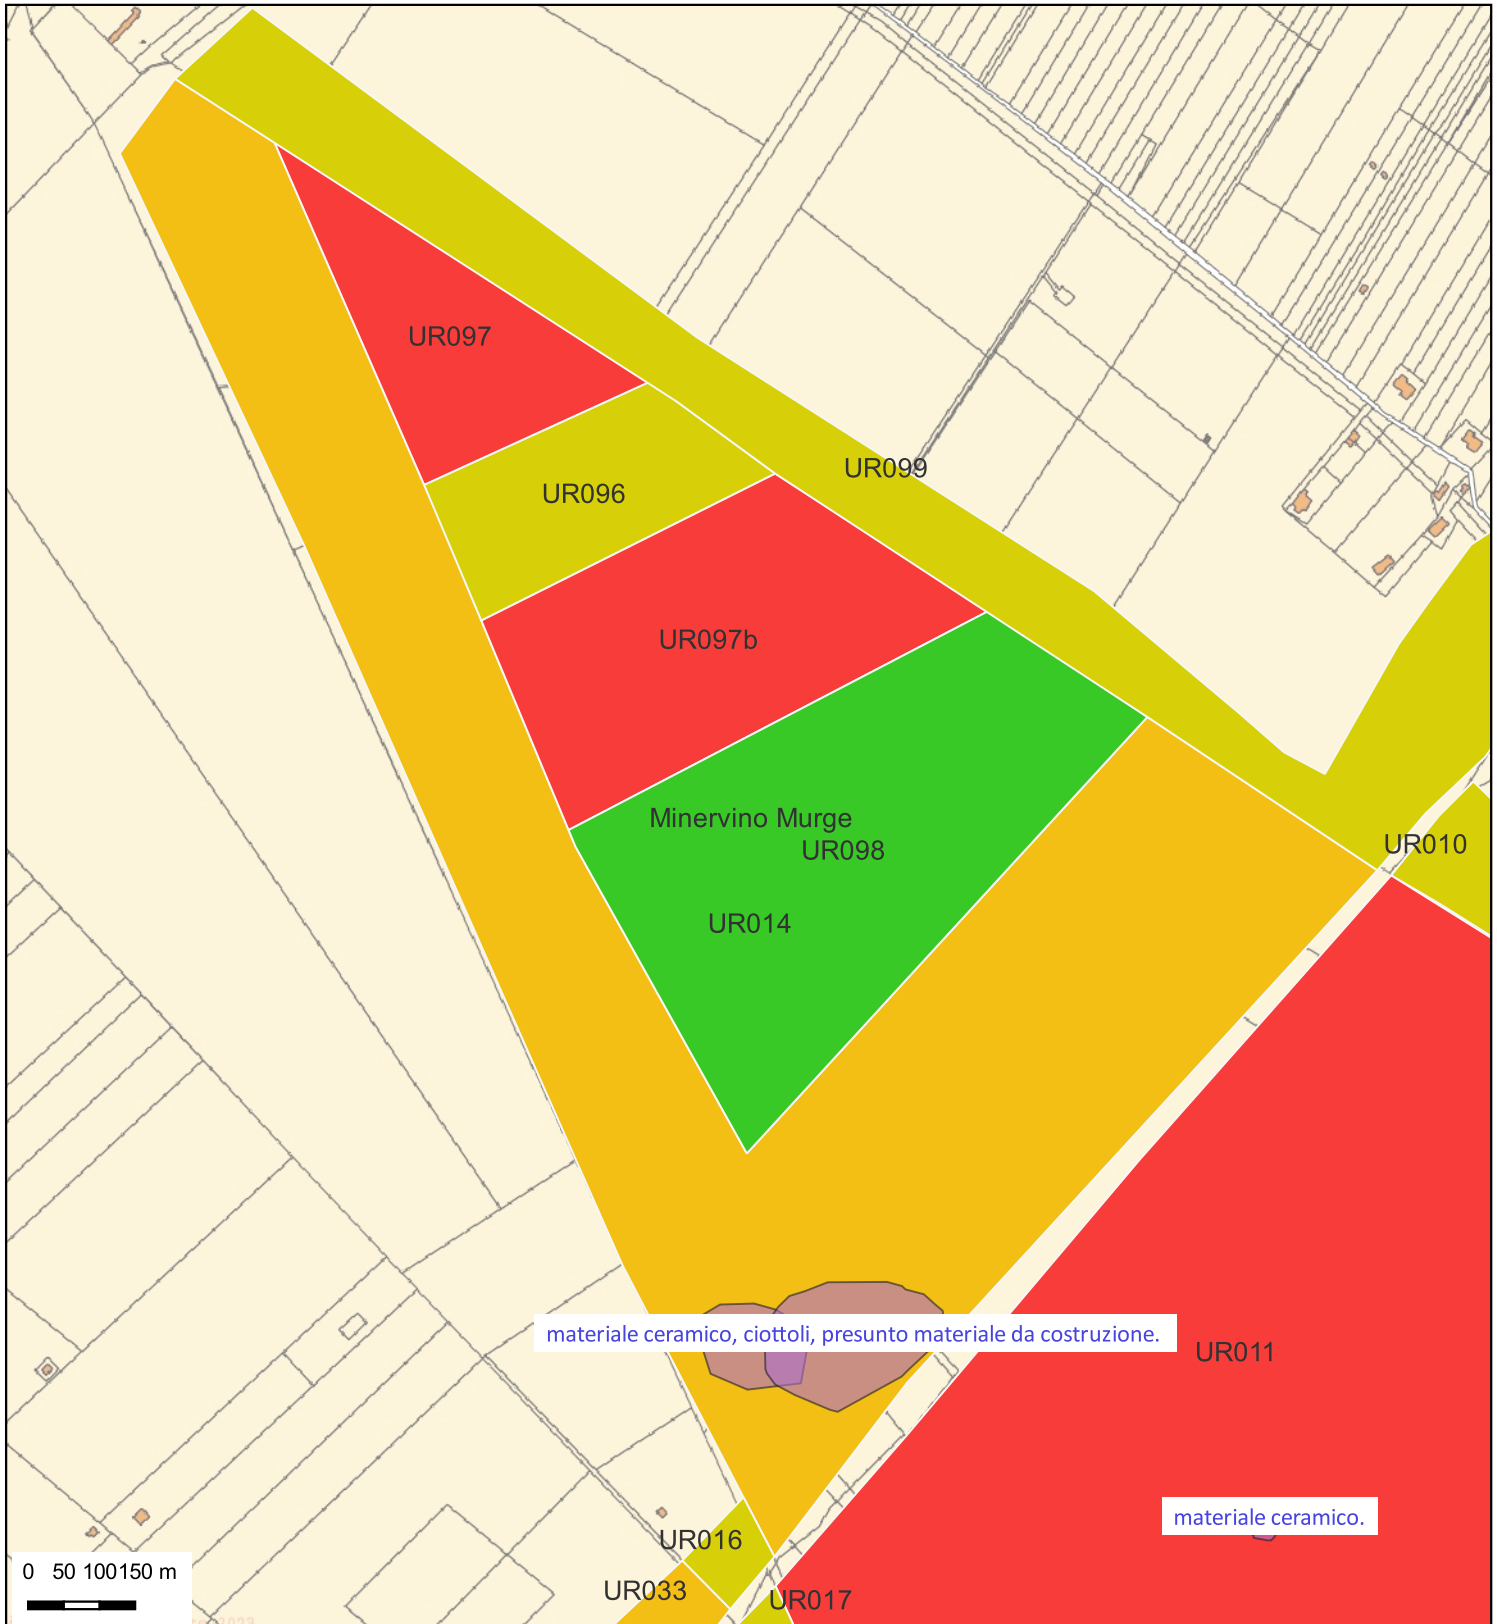 UR097
UR099
UR096
UR097b
Minervino Murge
UR098
UR010
UR014
materiale ceramico, ciottoli, presunto materiale da costruzione.
UR011
materiale ceramico.
UR016
0 50 100150 m
UR033
UR017